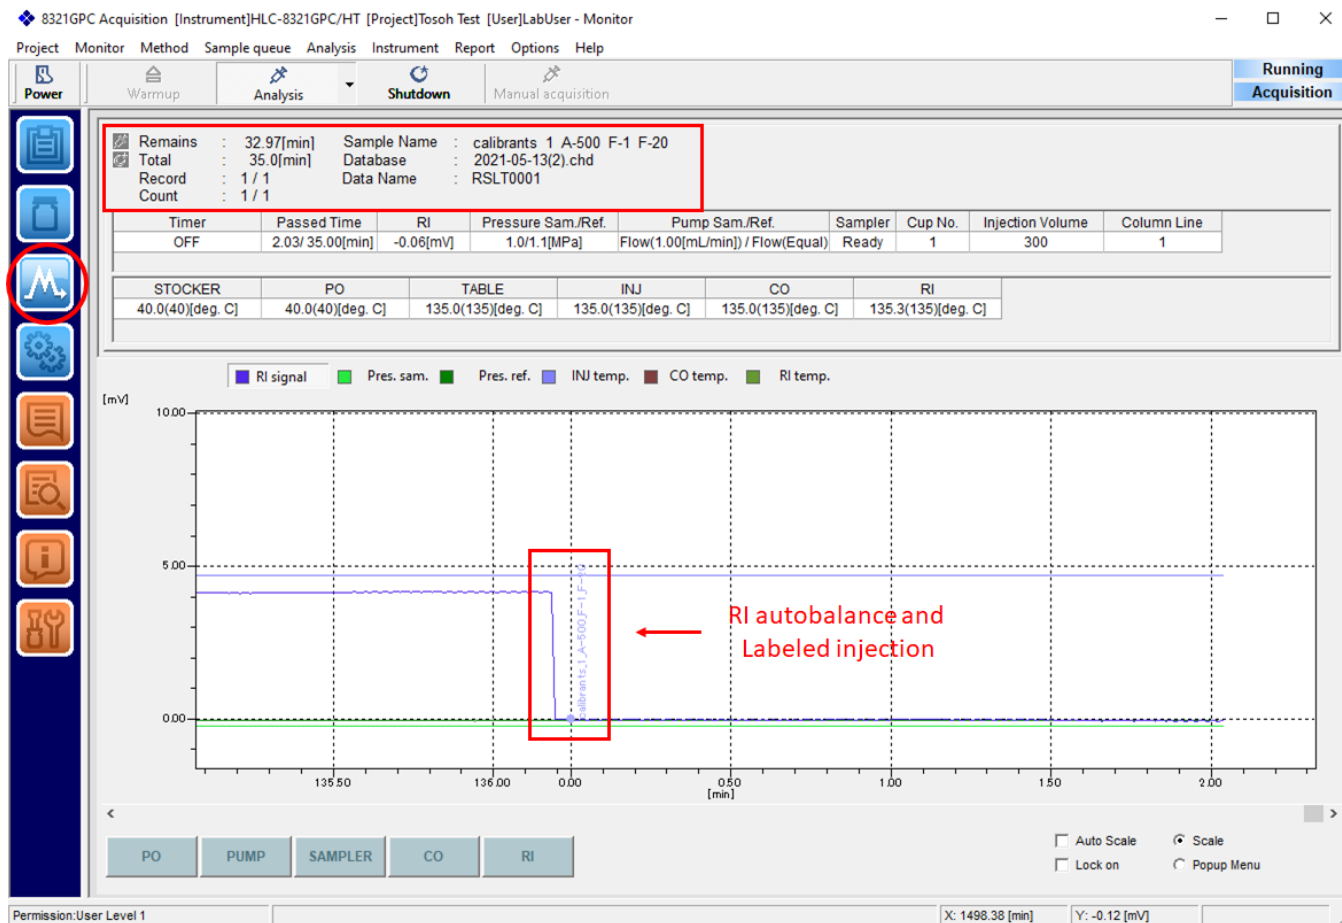 8321GPC Acquisition [Instrument]HLC-8321GPC/HT [Project]Tosoh Test [User]LabUser - Monitor
Project Monitor Method Sample queue Analysis Instrument Report Options Help
Power Warmup Analysis Shutdown Manual acquisition Running
Acquisition
Remains : 32.97[min] Sample Name : calibrants 1 A-500 F-1 F-20
Total : 35.0[min] Database : 2021-05-13(2).chd
Record : 1 / 1 Data Name : RSLT0001
Count : 1 / 1
Timer Passed Time RI Pressure Sam./Ref. Pump Sam./Ref. Sampler Cup No. Injection Volume Column Line
OFF 2.03/ 35.00[min] -0.06[mV] 1.0/1.1[MPa] Flow(1.00[mL/min]) / Flow(Equal) Ready 1 300 1
STOCKER PO TABLE INJ CO RI
40.0(40)[deg. C] 40.0(40)[deg. C] 135.0(135)[deg. C] 135.0(135)[deg. C] 135.0(135)[deg. C] 135.3(135)[deg. C]
RI signal Pres. sam. Pres. ref. INJ temp. CO temp. RI temp.
[mV]
10.00
5.00
calibrants_1_A-500_F-1_F-20
RI autobalance and
Labeled injection
0.00
135.50 136.00 0.00 0.50 1.00 1.50 2.00
[min]
PO PUMP SAMPLER CO RI
Auto Scale Scale
Lock on Popup Menu
Permission:User Level 1 X: 1498.38 [min] Y: -0.12 [mV]